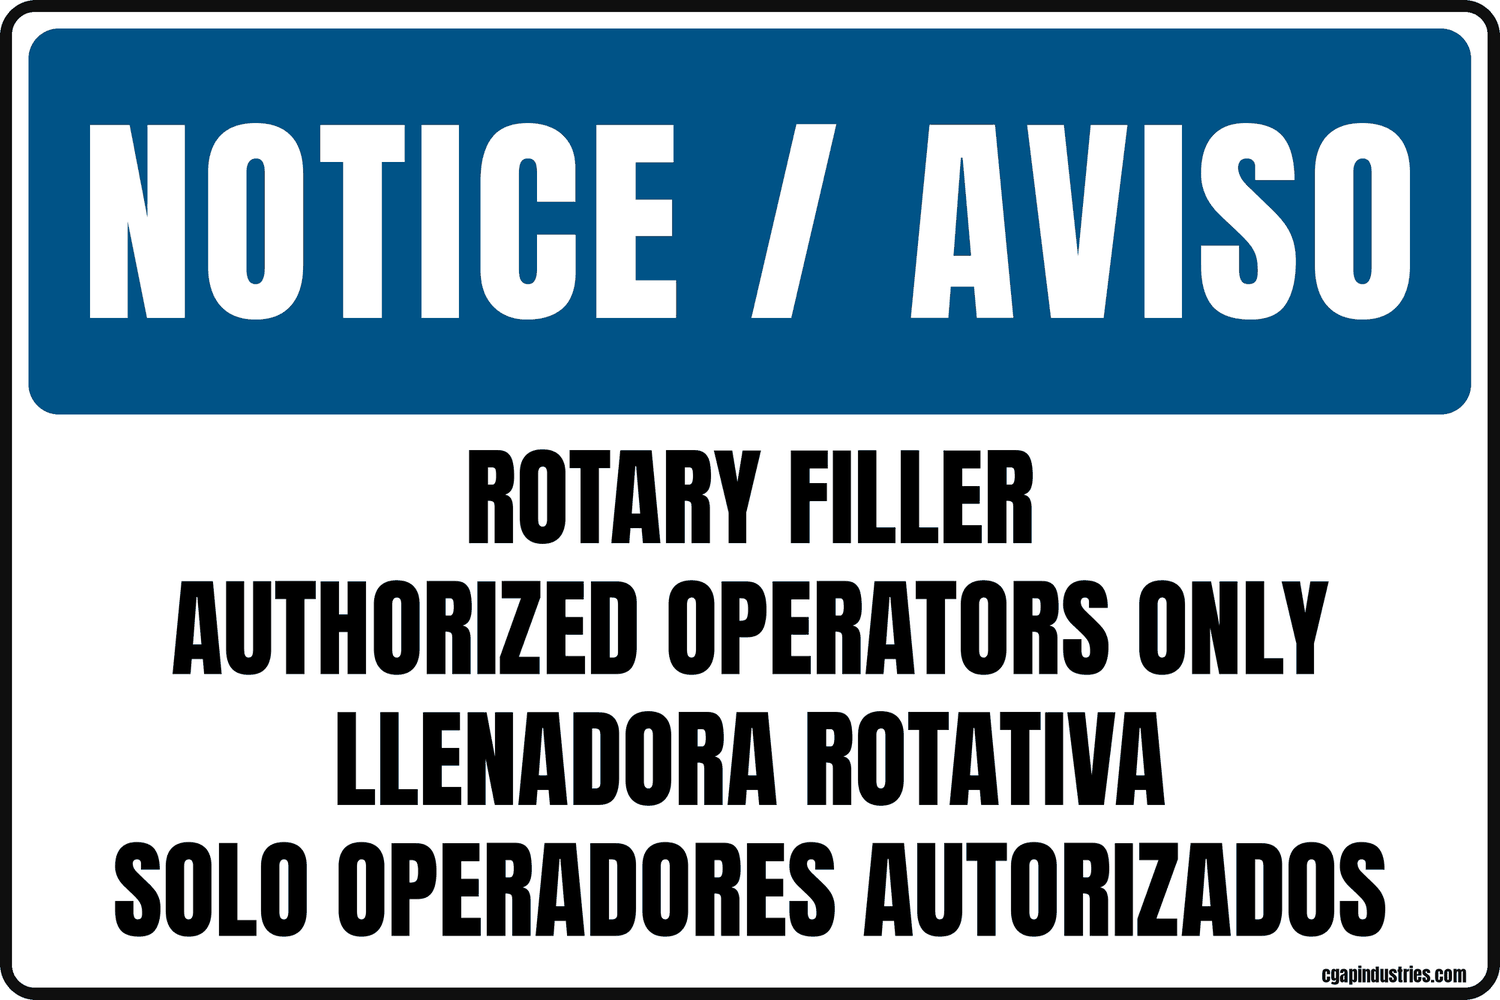 NOTICE / AVISO
ROTARY FILLER
AUTHORIZED OPERATORS ONLY
LLENADORA ROTATIVA
SOLO OPERADORES AUTORIZADOS
cgapindustries.com